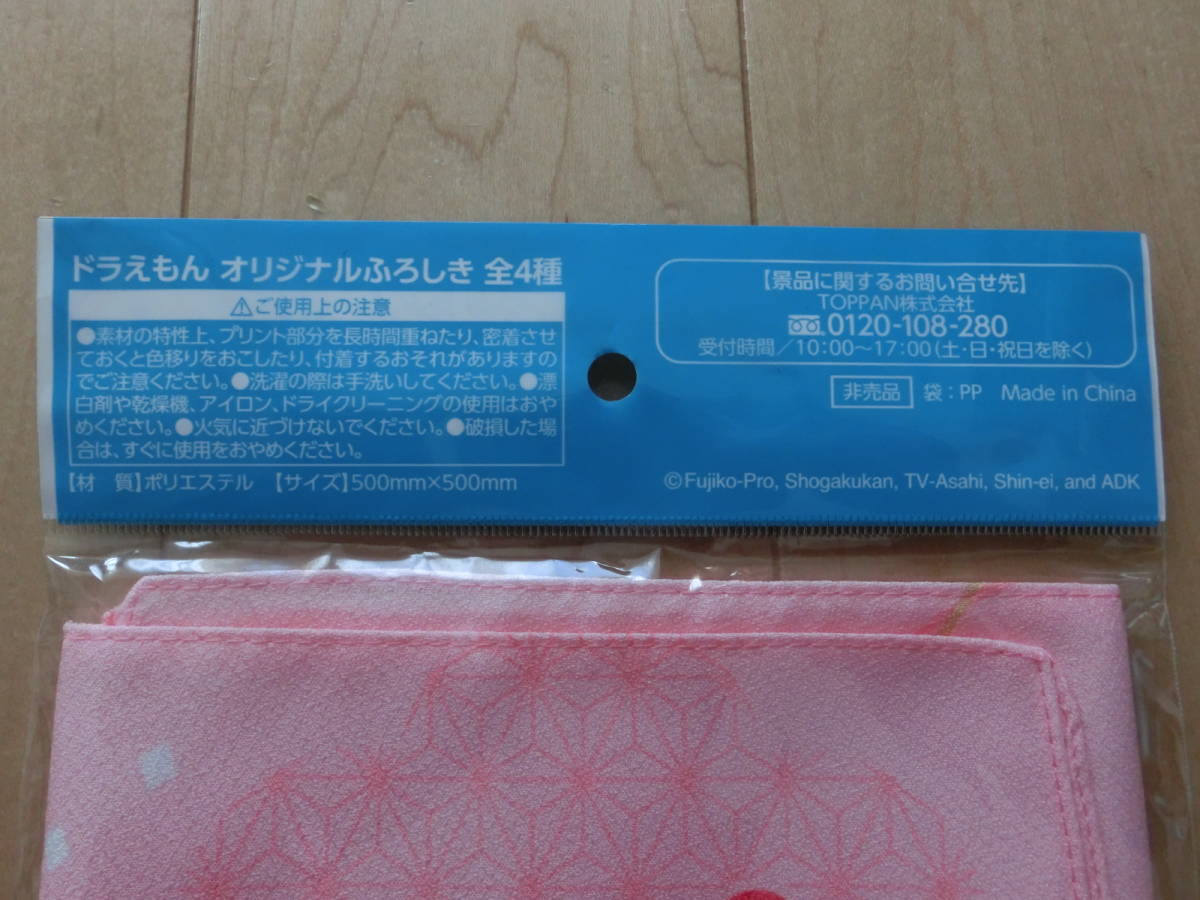 ドラえもん オリジナルふろしき 全4種
⚠ご使用上の注意
●素材の特性上、プリント部分を長時間重ねたり、密着させ
ておくと色移りをおこしたり、付着するおそれがありますの
でご注意ください。●洗濯の際は手洗いしてください。●漂
白剤や乾燥機、アイロン、ドライクリーニングの使用はおや
めください。●火気に近づけないでください。●破損した場
合は、すぐに使用をおやめください。
【材　質】ポリエステル 【サイズ】500mm×500mm
【景品に関するお問い合せ先】
TOPPAN株式会社
0120-108-280
受付時間／10:00～17:00(土・日・祝日を除く)
非売品 袋：PP Made in China
©Fujiko-Pro, Shogakukan, TV-Asahi, Shin-ei, and ADK